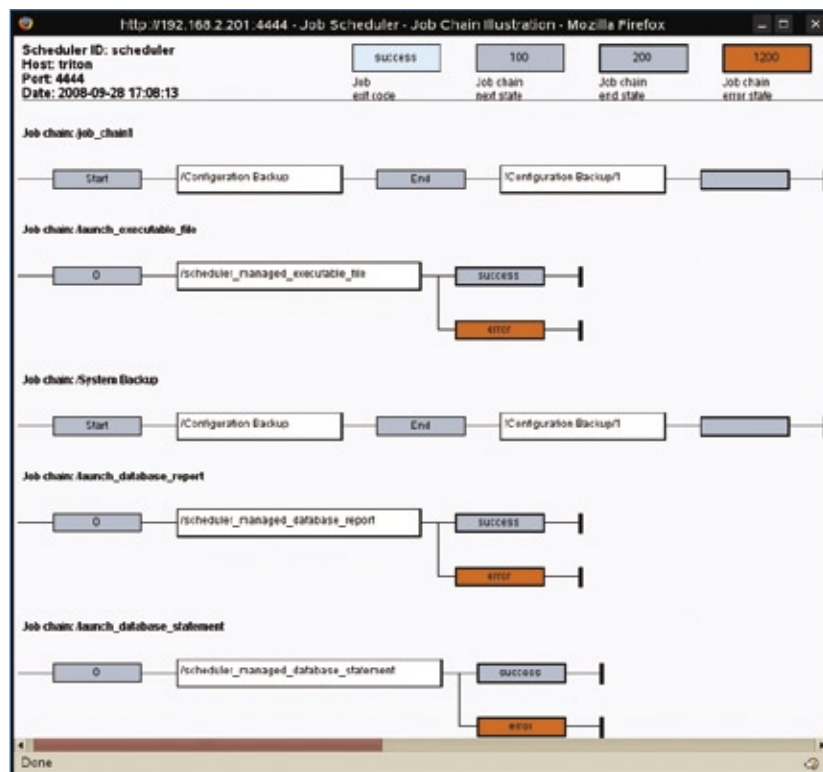 http://192.168.2.201:4444 - Job Scheduler - Job Chain Illustration - Mozilla Firefox
Scheduler ID: scheduler
Host: triton
Port: 4444
Date: 2008-09-28 17:08:13
success
Job
exit code
100
Job chain
next state
200
Job chain
end state
1200
Job chain
error state
Job chain: /job_chain1
Start
/Configuration Backup
End
/Configuration Backup/1
Job chain: /launch_executable_file
0
/scheduler_managed_executable_file
success
error
Job chain: /System Backup
Start
/Configuration Backup
End
/Configuration Backup/1
Job chain: /launch_database_report
0
/scheduler_managed_database_report
success
error
Job chain: /launch_database_statement
0
/scheduler_managed_database_statement
success
error
Done